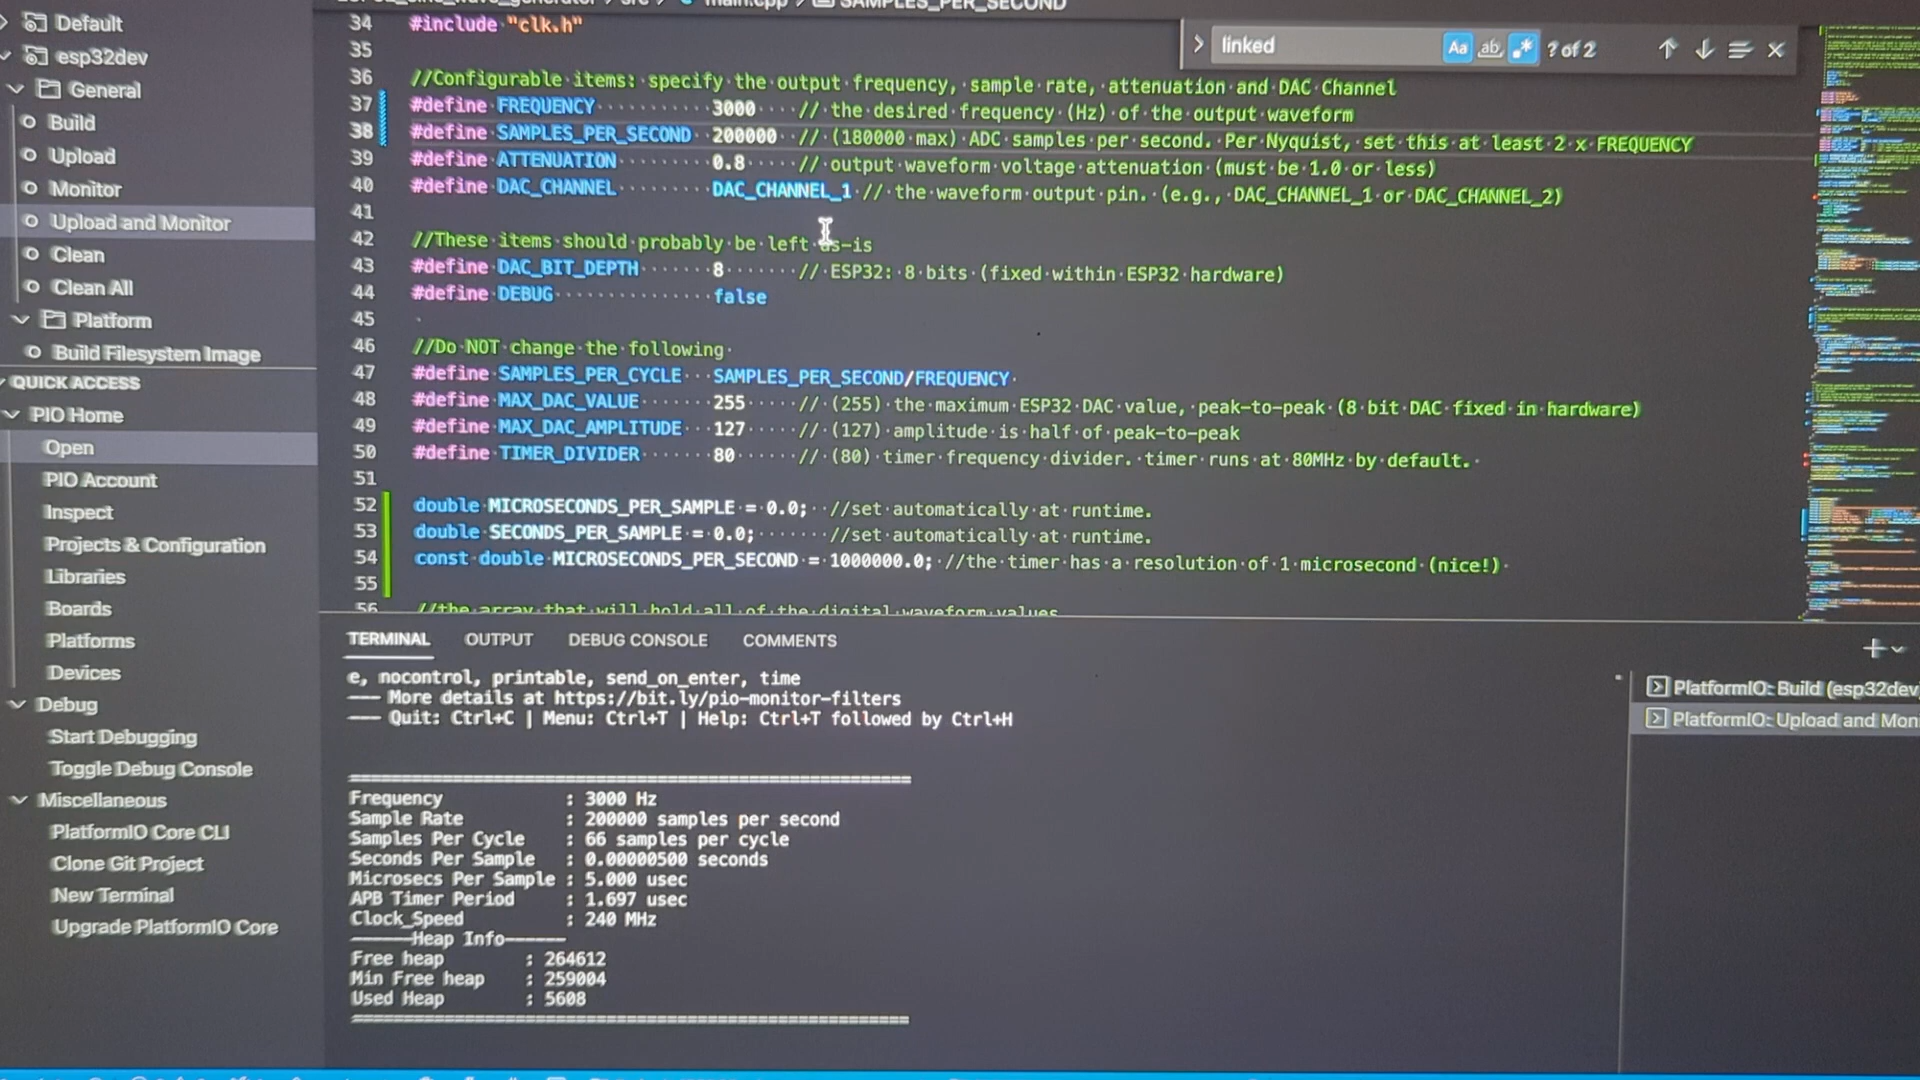 Default
esp32dev
General
Build
Upload
Monitor
Upload and Monitor
Clean
Clean All
Platform
Build Filesystem Image
QUICK ACCESS
PIO Home
Open
PIO Account
Inspect
Projects & Configuration
Libraries
Boards
Platforms
Devices
Debug
Start Debugging
Toggle Debug Console
Miscellaneous
PlatformIO Core CLI
Clone Git Project
New Terminal
Upgrade PlatformIO Core
src main.cpp SAMPLES_PER_SECOND
linked Aa ab ? of 2
34 #include "clk.h"
35
36 //Configurable items: specify the output frequency, sample rate, attenuation and DAC Channel
37 #define FREQUENCY 3000 // the desired frequency (Hz) of the output waveform
38 #define SAMPLES_PER_SECOND 200000 // (180000 max) ADC samples per second. Per Nyquist, set this at least 2 x FREQUENCY
39 #define ATTENUATION 0.8 // output waveform voltage attenuation (must be 1.0 or less)
40 #define DAC_CHANNEL DAC_CHANNEL_1 // the waveform output pin. (e.g., DAC_CHANNEL_1 or DAC_CHANNEL_2)
41
42 //These items should probably be left as-is
43 #define DAC_BIT_DEPTH 8 // ESP32: 8 bits (fixed within ESP32 hardware)
44 #define DEBUG false
45
46 //Do NOT change the following
47 #define SAMPLES_PER_CYCLE SAMPLES_PER_SECOND/FREQUENCY
48 #define MAX_DAC_VALUE 255 // (255) the maximum ESP32 DAC value, peak-to-peak (8 bit DAC fixed in hardware)
49 #define MAX_DAC_AMPLITUDE 127 // (127) amplitude is half of peak-to-peak
50 #define TIMER_DIVIDER 80 // (80) timer frequency divider. timer runs at 80MHz by default.
51
52 double MICROSECONDS_PER_SAMPLE = 0.0; //set automatically at runtime.
53 double SECONDS_PER_SAMPLE = 0.0; //set automatically at runtime.
54 const double MICROSECONDS_PER_SECOND = 1000000.0; //the timer has a resolution of 1 microsecond (nice!)
55
56 //the array that will hold all of the digital waveform values
TERMINAL OUTPUT DEBUG CONSOLE COMMENTS
e, nocontrol, printable, send_on_enter, time
--- More details at https://bit.ly/pio-monitor-filters
--- Quit: Ctrl+C | Menu: Ctrl+T | Help: Ctrl+T followed by Ctrl+H
Frequency : 3000 Hz
Sample Rate : 200000 samples per second
Samples Per Cycle : 66 samples per cycle
Seconds Per Sample : 0.00000500 seconds
Microsecs Per Sample : 5.000 usec
APB Timer Period : 1.697 usec
Clock_Speed : 240 MHz
------Heap Info------
Free heap : 264612
Min Free heap : 259004
Used Heap : 5608
PlatformIO: Build (esp32dev
PlatformIO: Upload and Mon